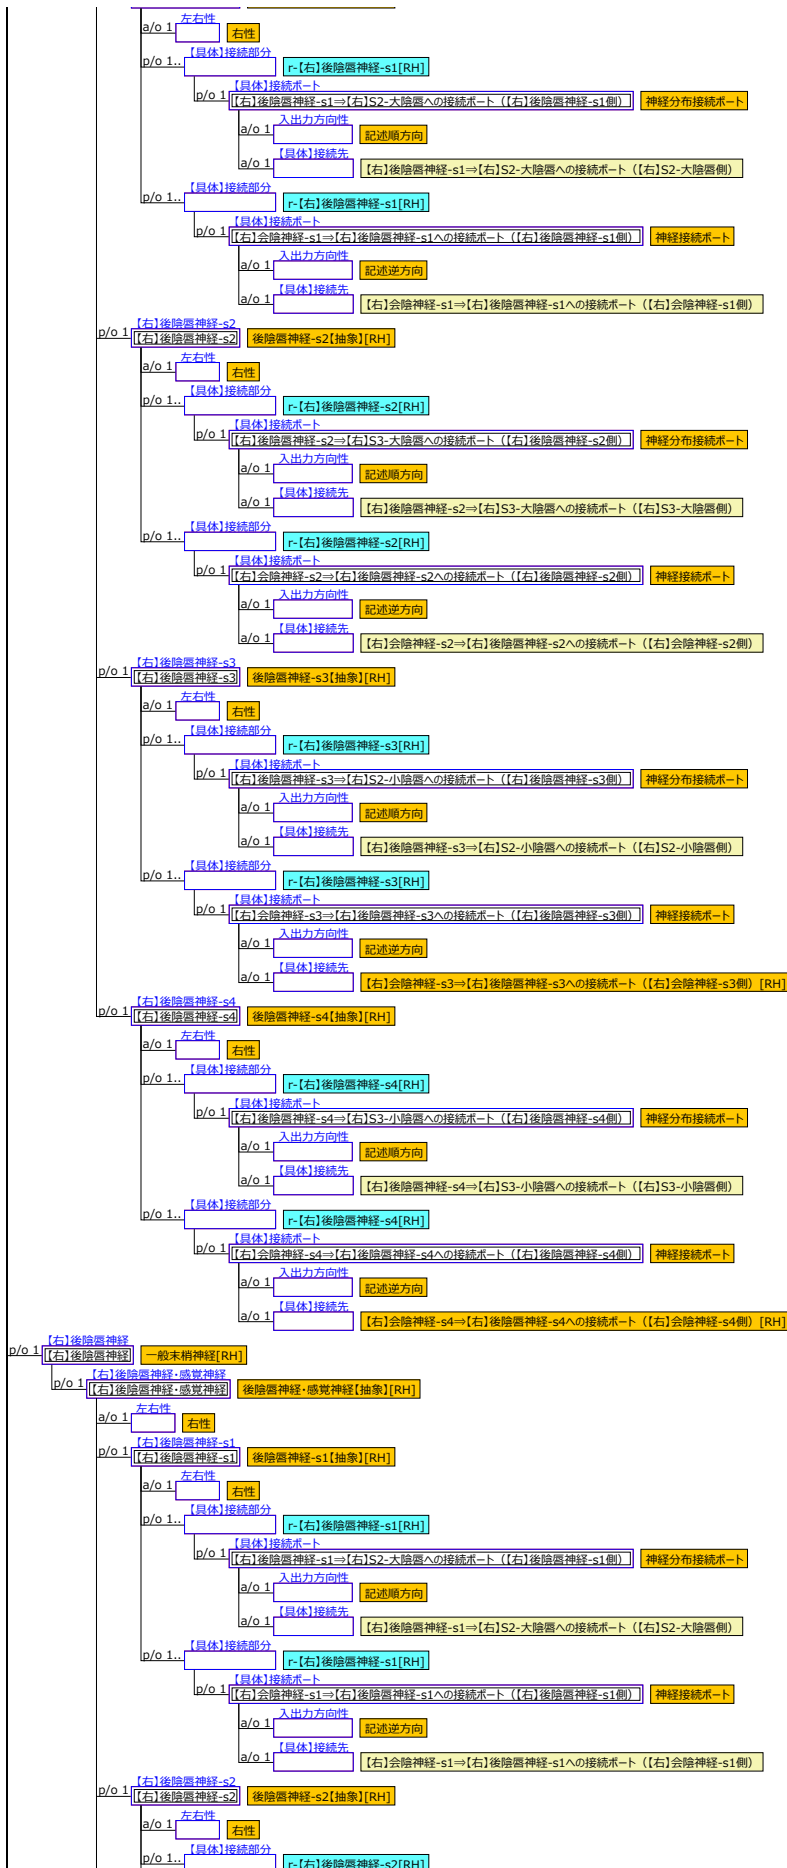 左右性
a/o 1 右性
【具体】接続部分
p/o 1.. r-【右】後陰唇神経-s1[RH]
【具体】接続ポート
p/o 1 【右】後陰唇神経-s1⇒【右】S2-大陰唇への接続ポート（【右】後陰唇神経-s1側） 神経分布接続ポート
入出力方向性
a/o 1 記述順方向
【具体】接続先
a/o 1 【右】後陰唇神経-s1⇒【右】S2-大陰唇への接続ポート（【右】S2-大陰唇側）
【具体】接続部分
p/o 1.. r-【右】後陰唇神経-s1[RH]
【具体】接続ポート
p/o 1 【右】会陰神経-s1⇒【右】後陰唇神経-s1への接続ポート（【右】後陰唇神経-s1側） 神経接続ポート
入出力方向性
a/o 1 記述逆方向
【具体】接続先
a/o 1 【右】会陰神経-s1⇒【右】後陰唇神経-s1への接続ポート（【右】会陰神経-s1側）
【右】後陰唇神経-s2
p/o 1 【右】後陰唇神経-s2 後陰唇神経-s2【抽象】[RH]
左右性
a/o 1 右性
【具体】接続部分
p/o 1.. r-【右】後陰唇神経-s2[RH]
【具体】接続ポート
p/o 1 【右】後陰唇神経-s2⇒【右】S3-大陰唇への接続ポート（【右】後陰唇神経-s2側） 神経分布接続ポート
入出力方向性
a/o 1 記述順方向
【具体】接続先
a/o 1 【右】後陰唇神経-s2⇒【右】S3-大陰唇への接続ポート（【右】S3-大陰唇側）
【具体】接続部分
p/o 1.. r-【右】後陰唇神経-s2[RH]
【具体】接続ポート
p/o 1 【右】会陰神経-s2⇒【右】後陰唇神経-s2への接続ポート（【右】後陰唇神経-s2側） 神経接続ポート
入出力方向性
a/o 1 記述逆方向
【具体】接続先
a/o 1 【右】会陰神経-s2⇒【右】後陰唇神経-s2への接続ポート（【右】会陰神経-s2側）
【右】後陰唇神経-s3
p/o 1 【右】後陰唇神経-s3 後陰唇神経-s3【抽象】[RH]
左右性
a/o 1 右性
【具体】接続部分
p/o 1.. r-【右】後陰唇神経-s3[RH]
【具体】接続ポート
p/o 1 【右】後陰唇神経-s3⇒【右】S2-小陰唇への接続ポート（【右】後陰唇神経-s3側） 神経分布接続ポート
入出力方向性
a/o 1 記述順方向
【具体】接続先
a/o 1 【右】後陰唇神経-s3⇒【右】S2-小陰唇への接続ポート（【右】S2-小陰唇側）
【具体】接続部分
p/o 1.. r-【右】後陰唇神経-s3[RH]
【具体】接続ポート
p/o 1 【右】会陰神経-s3⇒【右】後陰唇神経-s3への接続ポート（【右】後陰唇神経-s3側） 神経接続ポート
入出力方向性
a/o 1 記述逆方向
【具体】接続先
a/o 1 【右】会陰神経-s3⇒【右】後陰唇神経-s3への接続ポート（【右】会陰神経-s3側）[RH]
【右】後陰唇神経-s4
p/o 1 【右】後陰唇神経-s4 後陰唇神経-s4【抽象】[RH]
左右性
a/o 1 右性
【具体】接続部分
p/o 1.. r-【右】後陰唇神経-s4[RH]
【具体】接続ポート
p/o 1 【右】後陰唇神経-s4⇒【右】S3-小陰唇への接続ポート（【右】後陰唇神経-s4側） 神経分布接続ポート
入出力方向性
a/o 1 記述順方向
【具体】接続先
a/o 1 【右】後陰唇神経-s4⇒【右】S3-小陰唇への接続ポート（【右】S3-小陰唇側）
【具体】接続部分
p/o 1.. r-【右】後陰唇神経-s4[RH]
【具体】接続ポート
p/o 1 【右】会陰神経-s4⇒【右】後陰唇神経-s4への接続ポート（【右】後陰唇神経-s4側） 神経接続ポート
入出力方向性
a/o 1 記述逆方向
【具体】接続先
a/o 1 【右】会陰神経-s4⇒【右】後陰唇神経-s4への接続ポート（【右】会陰神経-s4側）[RH]
【右】後陰唇神経
p/o 1 【右】後陰唇神経 一般末梢神経[RH]
【右】後陰唇神経・感覚神経
p/o 1 【右】後陰唇神経・感覚神経 後陰唇神経・感覚神経【抽象】[RH]
左右性
a/o 1 右性
【右】後陰唇神経-s1
p/o 1 【右】後陰唇神経-s1 後陰唇神経-s1【抽象】[RH]
左右性
a/o 1 右性
【具体】接続部分
p/o 1.. r-【右】後陰唇神経-s1[RH]
【具体】接続ポート
p/o 1 【右】後陰唇神経-s1⇒【右】S2-大陰唇への接続ポート（【右】後陰唇神経-s1側） 神経分布接続ポート
入出力方向性
a/o 1 記述順方向
【具体】接続先
a/o 1 【右】後陰唇神経-s1⇒【右】S2-大陰唇への接続ポート（【右】S2-大陰唇側）
【具体】接続部分
p/o 1.. r-【右】後陰唇神経-s1[RH]
【具体】接続ポート
p/o 1 【右】会陰神経-s1⇒【右】後陰唇神経-s1への接続ポート（【右】後陰唇神経-s1側） 神経接続ポート
入出力方向性
a/o 1 記述逆方向
【具体】接続先
a/o 1 【右】会陰神経-s1⇒【右】後陰唇神経-s1への接続ポート（【右】会陰神経-s1側）
【右】後陰唇神経-s2
p/o 1 【右】後陰唇神経-s2 後陰唇神経-s2【抽象】[RH]
左右性
a/o 1 右性
【具体】接続部分
p/o 1.. r-【右】後陰唇神経-s2[RH]